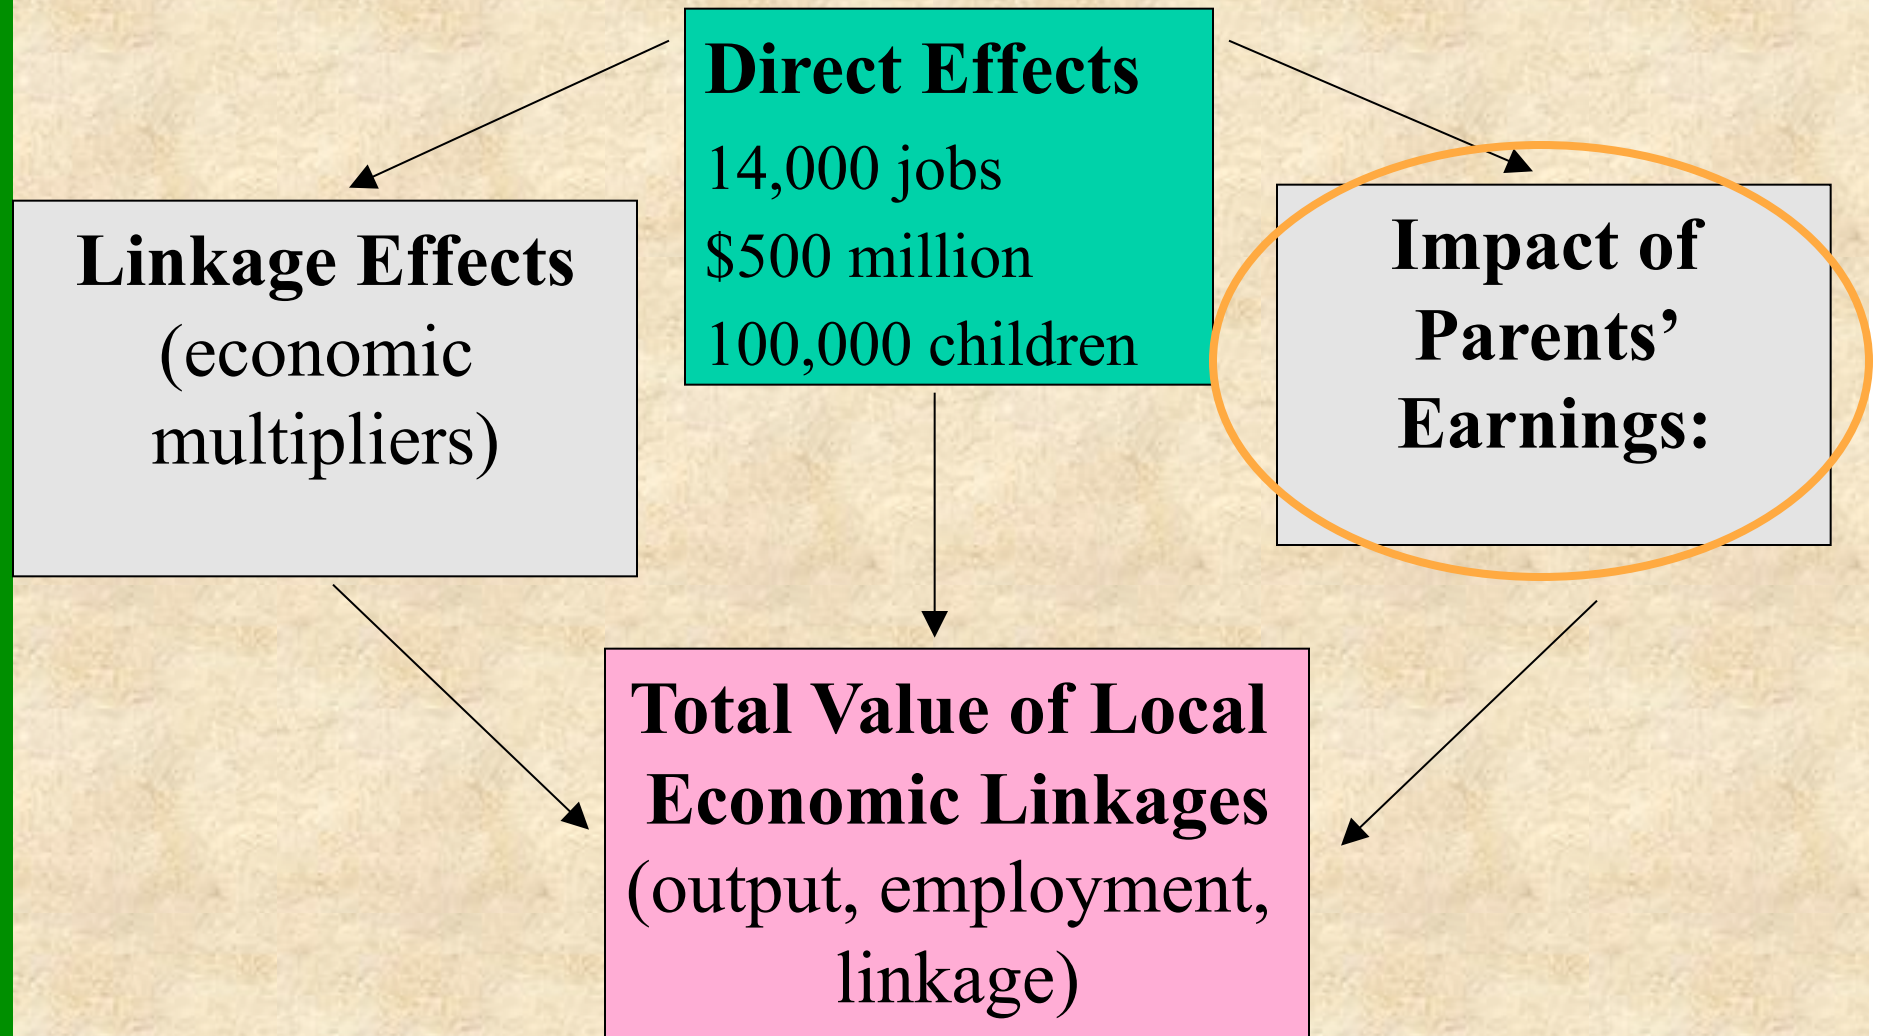 Direct Effects
14,000 jobs
$500 million
100,000 children
Linkage Effects
(economic
multipliers)
Impact of
Parents’
Earnings:
Total Value of Local
Economic Linkages
(output, employment,
linkage)